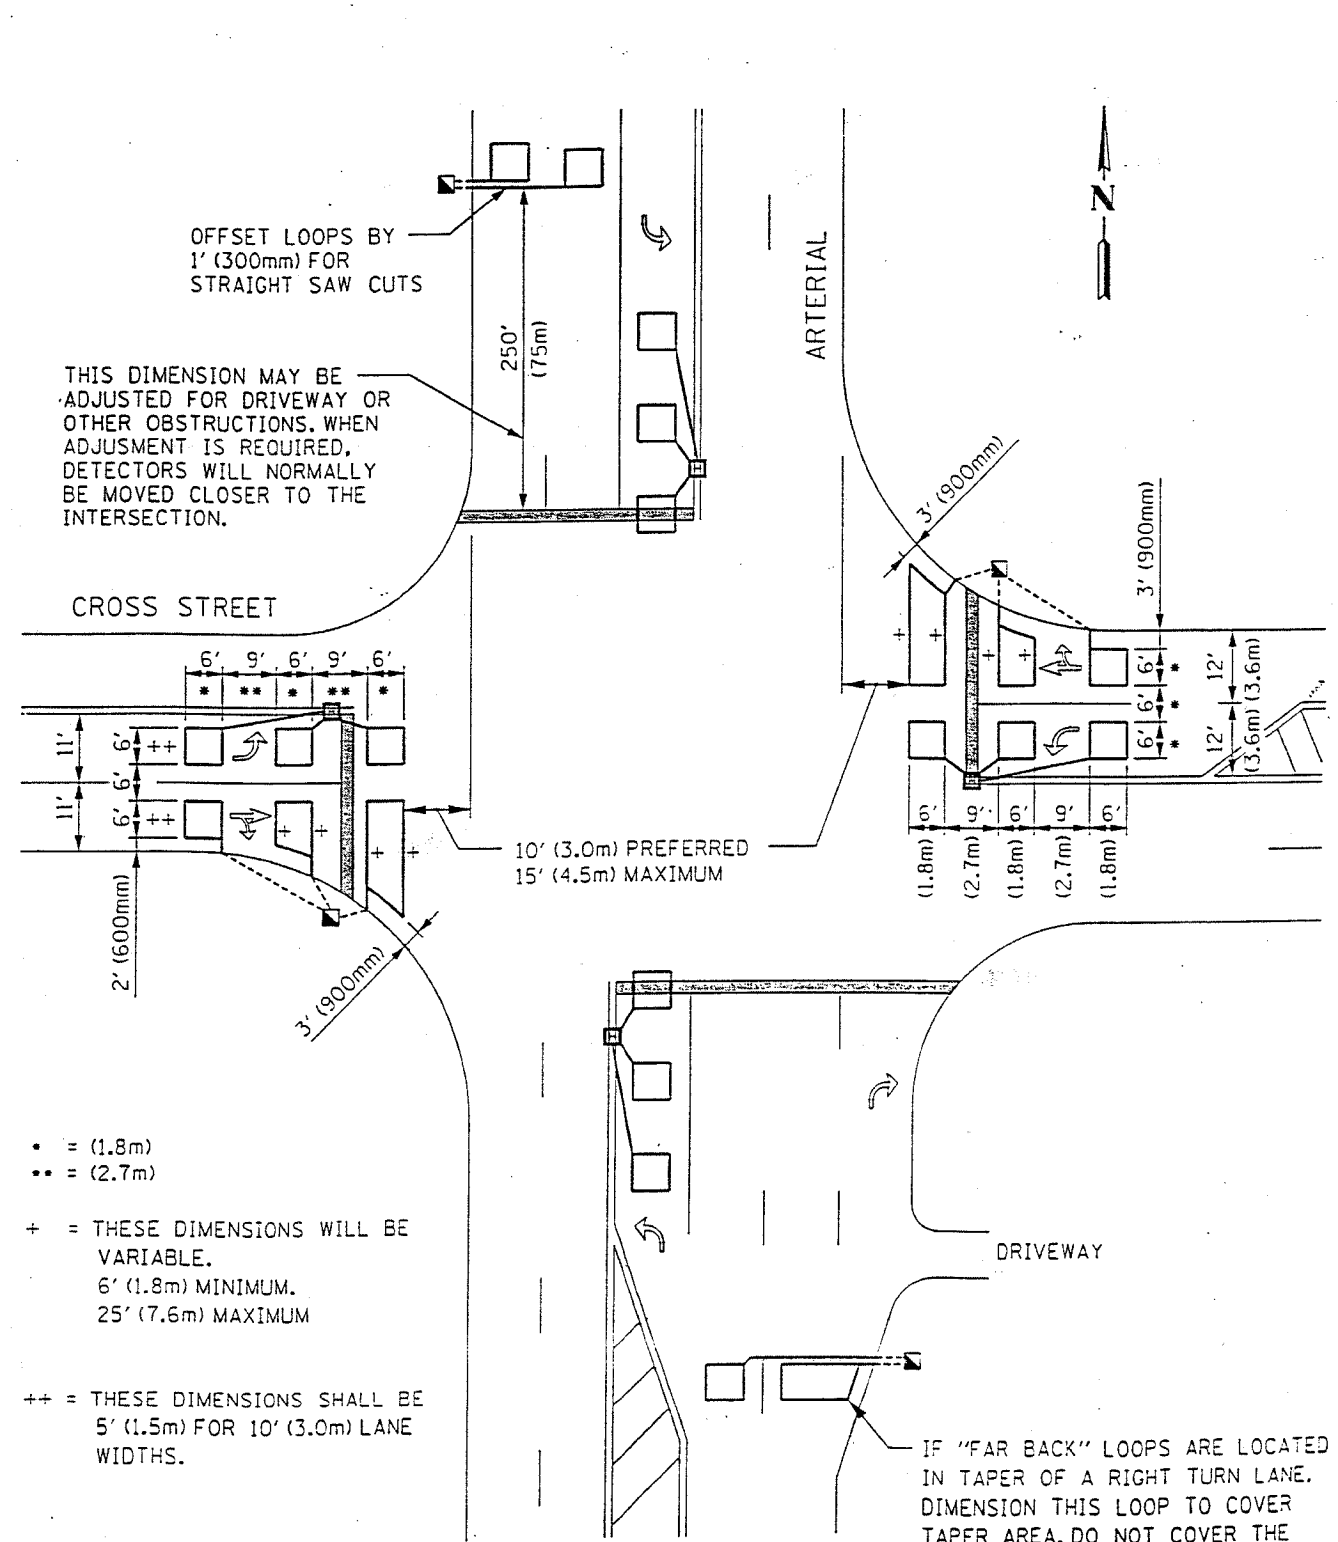 OFFSET LOOPS BY
1' (300mm) FOR
STRAIGHT SAW CUTS
250'
(75m)
ARTERIAL
N
THIS DIMENSION MAY BE
ADJUSTED FOR DRIVEWAY OR
OTHER OBSTRUCTIONS. WHEN
ADJUSMENT IS REQUIRED,
DETECTORS WILL NORMALLY
BE MOVED CLOSER TO THE
INTERSECTION.
3' (900mm)
3' (900mm)
CROSS STREET
6' 9' 6' 9' 6'
* ** * ** *
11'
11'
6' ++
6'
6' ++
2' (600mm)
3' (900mm)
+ + + +
+ + + +
6' *
6' *
6' *
12' (3.6m)
12' (3.6m)
6' 9' 6' 9' 6'
(1.8m) (2.7m) (1.8m) (2.7m) (1.8m)
10' (3.0m) PREFERRED
15' (4.5m) MAXIMUM
H
H
H
H
* = (1.8m)
** = (2.7m)
+ = THESE DIMENSIONS WILL BE
VARIABLE.
6' (1.8m) MINIMUM.
25' (7.6m) MAXIMUM
++ = THESE DIMENSIONS SHALL BE
5' (1.5m) FOR 10' (3.0m) LANE
WIDTHS.
DRIVEWAY
IF "FAR BACK" LOOPS ARE LOCATED
IN TAPER OF A RIGHT TURN LANE.
DIMENSION THIS LOOP TO COVER
TAPER AREA. DO NOT COVER THE